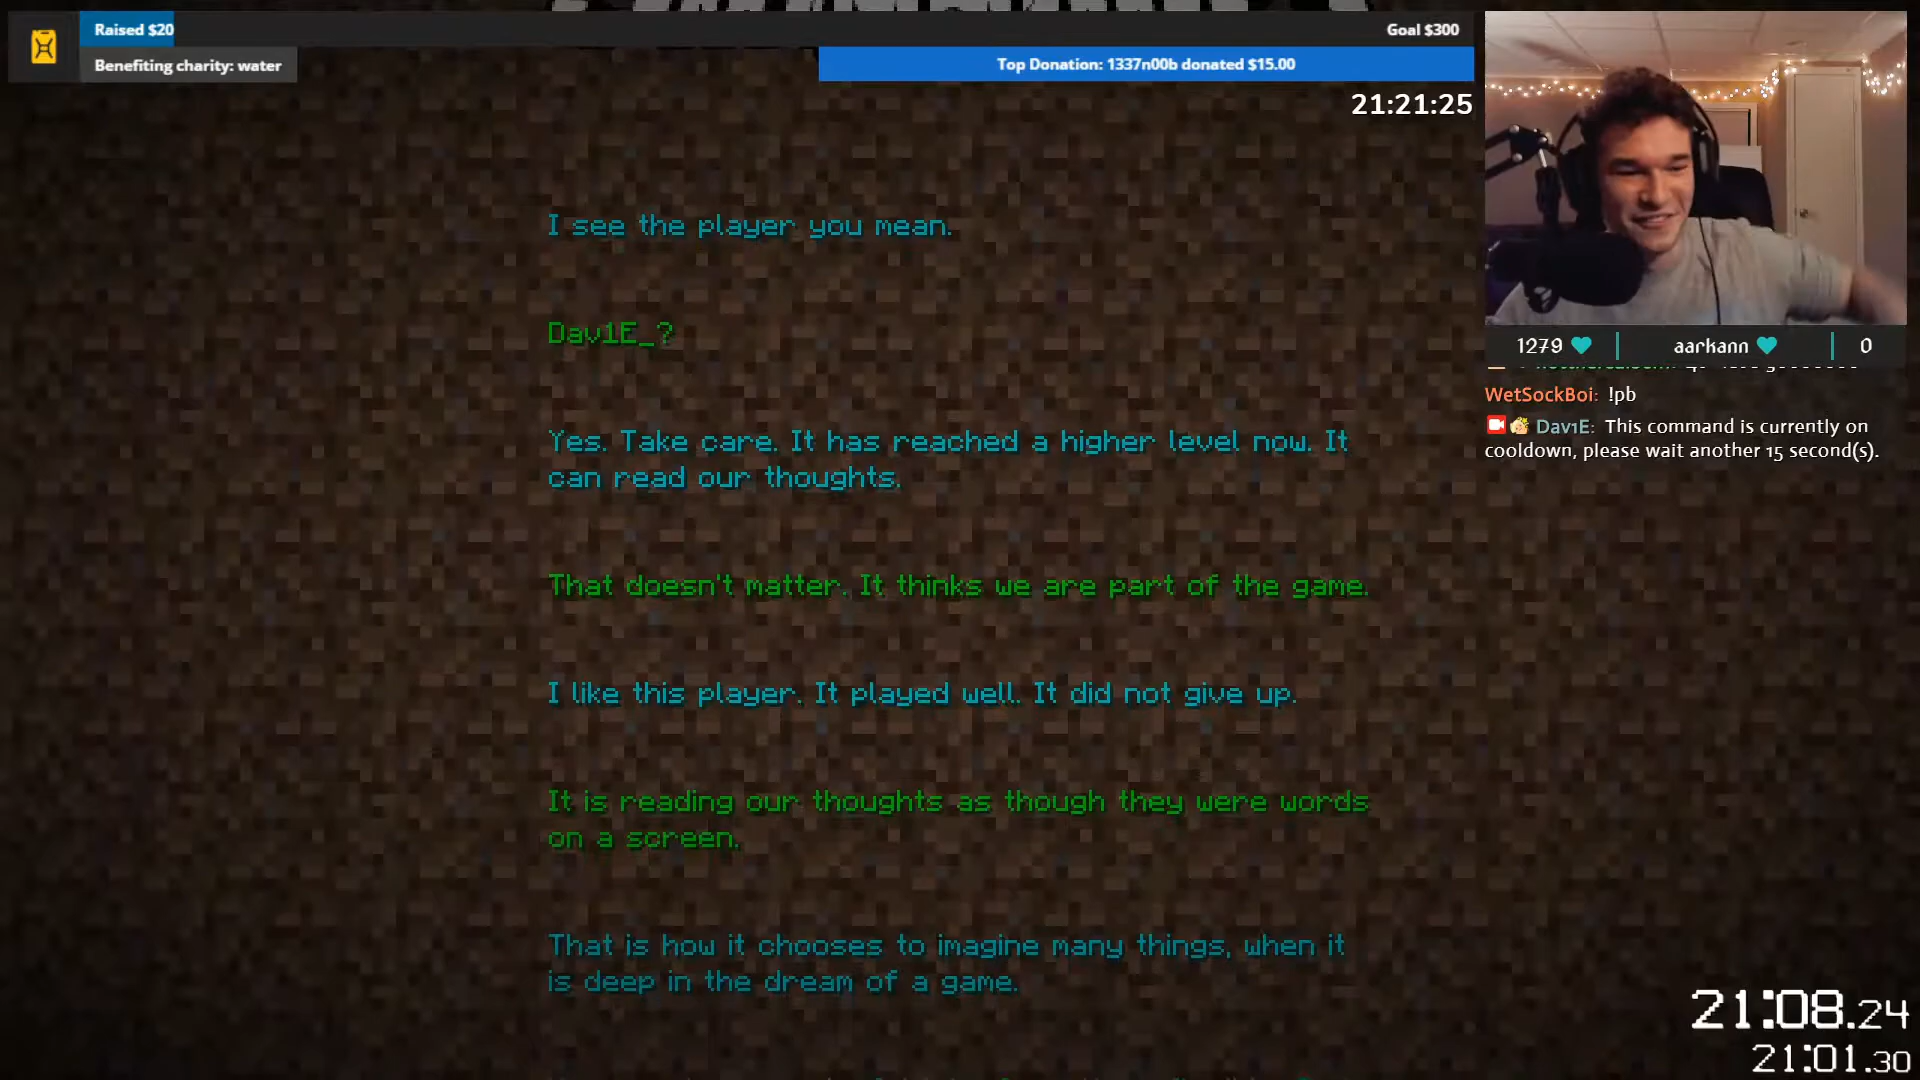 Raised $20
Goal $300
Benefiting charity: water
Top Donation: 1337n00b donated $15.00
21:21:25
I see the player you mean.
Dav1E_?
Yes. Take care. It has reached a higher level now. It
can read our thoughts.
That doesn't matter. It thinks we are part of the game.
I like this player. It played well. It did not give up.
It is reading our thoughts as though they were words
on a screen.
That is how it chooses to imagine many things, when it
is deep in the dream of a game.
1279
aarkann
0
WetSockBoi: !pb
Dav1E: This command is currently on
cooldown, please wait another 15 second(s).
21:08.24
21:01.30